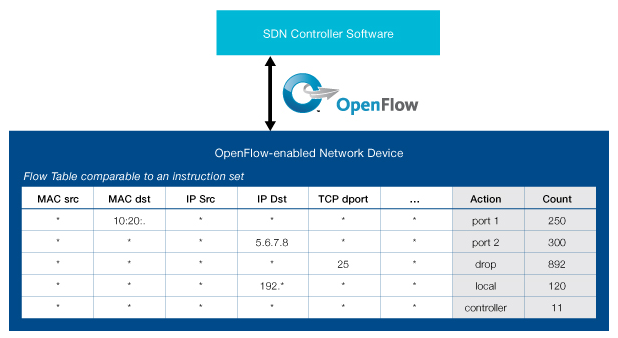 SDN Controller Software
OpenFlow
OpenFlow-enabled Network Device
Flow Table comparable to an instruction set
MAC src MAC dst IP Src IP Dst TCP dport ... Action Count
* 10:20:. * * * * port 1 250
* * * 5.6.7.8 * * port 2 300
* * * * 25 * drop 892
* * * 192.* * * local 120
* * * * * * controller 11